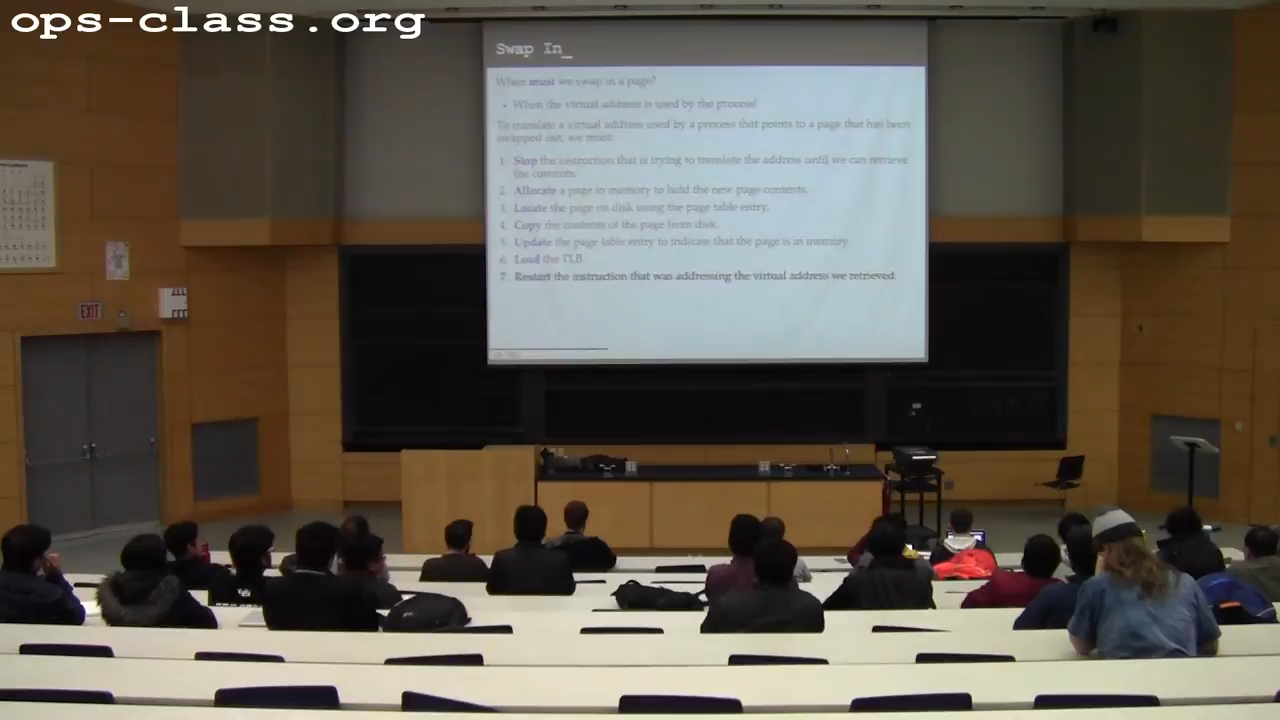 ops-class.org
Swap In_
When must we swap in a page?
• When the virtual address is used by the process!
To translate a virtual address used by a process that points to a page that has been
swapped out, we must:
1. Stop the instruction that is trying to translate the address until we can retrieve
the contents.
2. Allocate a page in memory to hold the new page contents.
3. Locate the page on disk using the page table entry.
4. Copy the contents of the page from disk.
5. Update the page table entry to indicate that the page is in memory.
6. Load the TLB.
7. Restart the instruction that was addressing the virtual address we retrieved.
EXIT